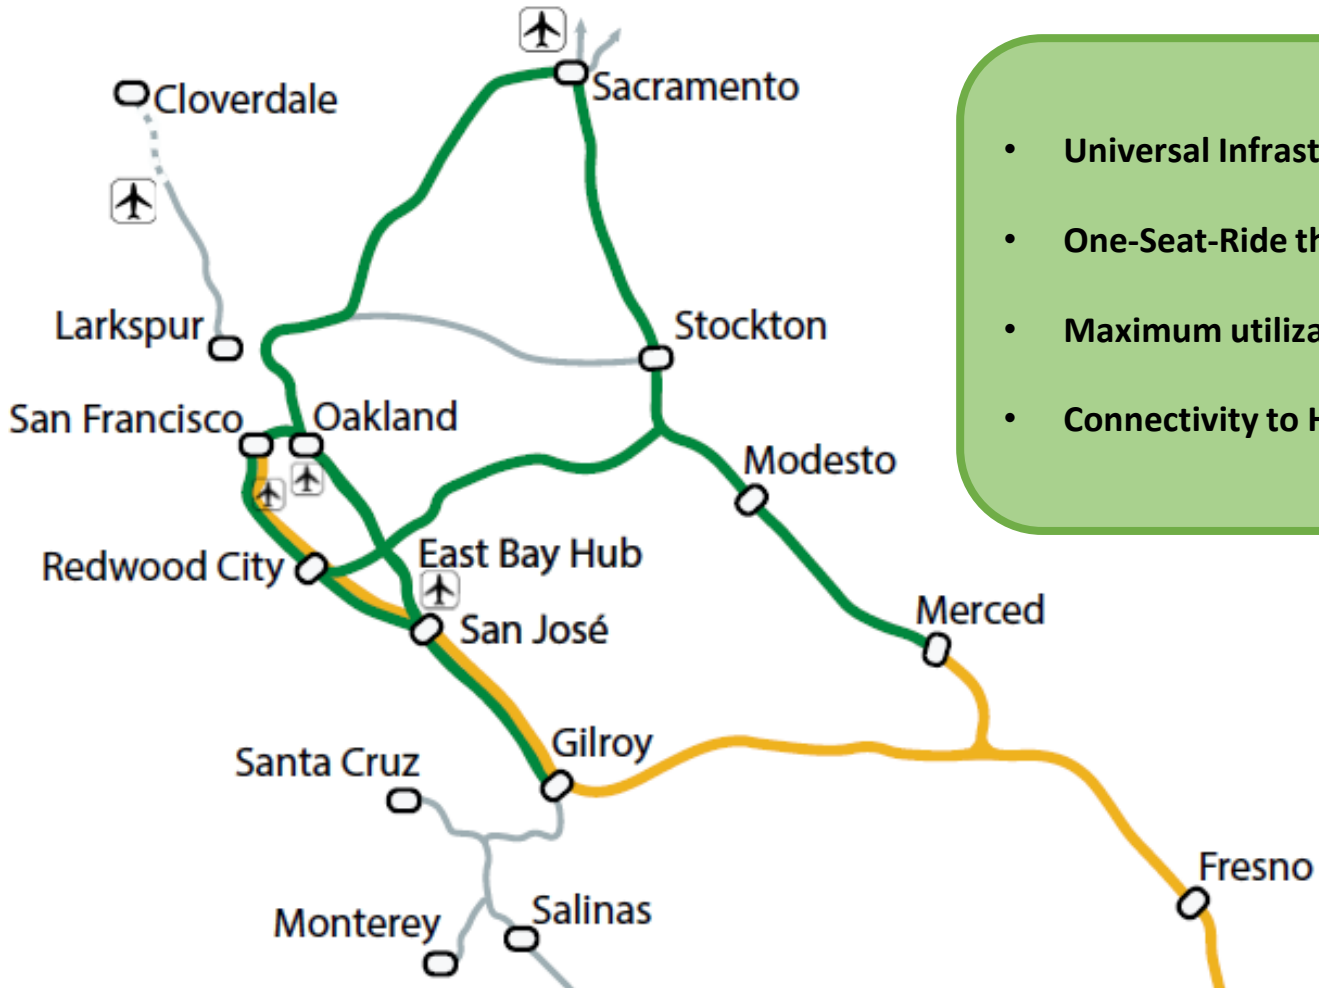 Sacramento
Cloverdale
• Universal Infrast
• One-Seat-Ride th
Larkspur
Stockton
• Maximum utiliza
San Francisco
Oakland
• Connectivity to H
Modesto
Redwood City
East Bay Hub
San José
Merced
Gilroy
Santa Cruz
Fresno
Monterey
Salinas